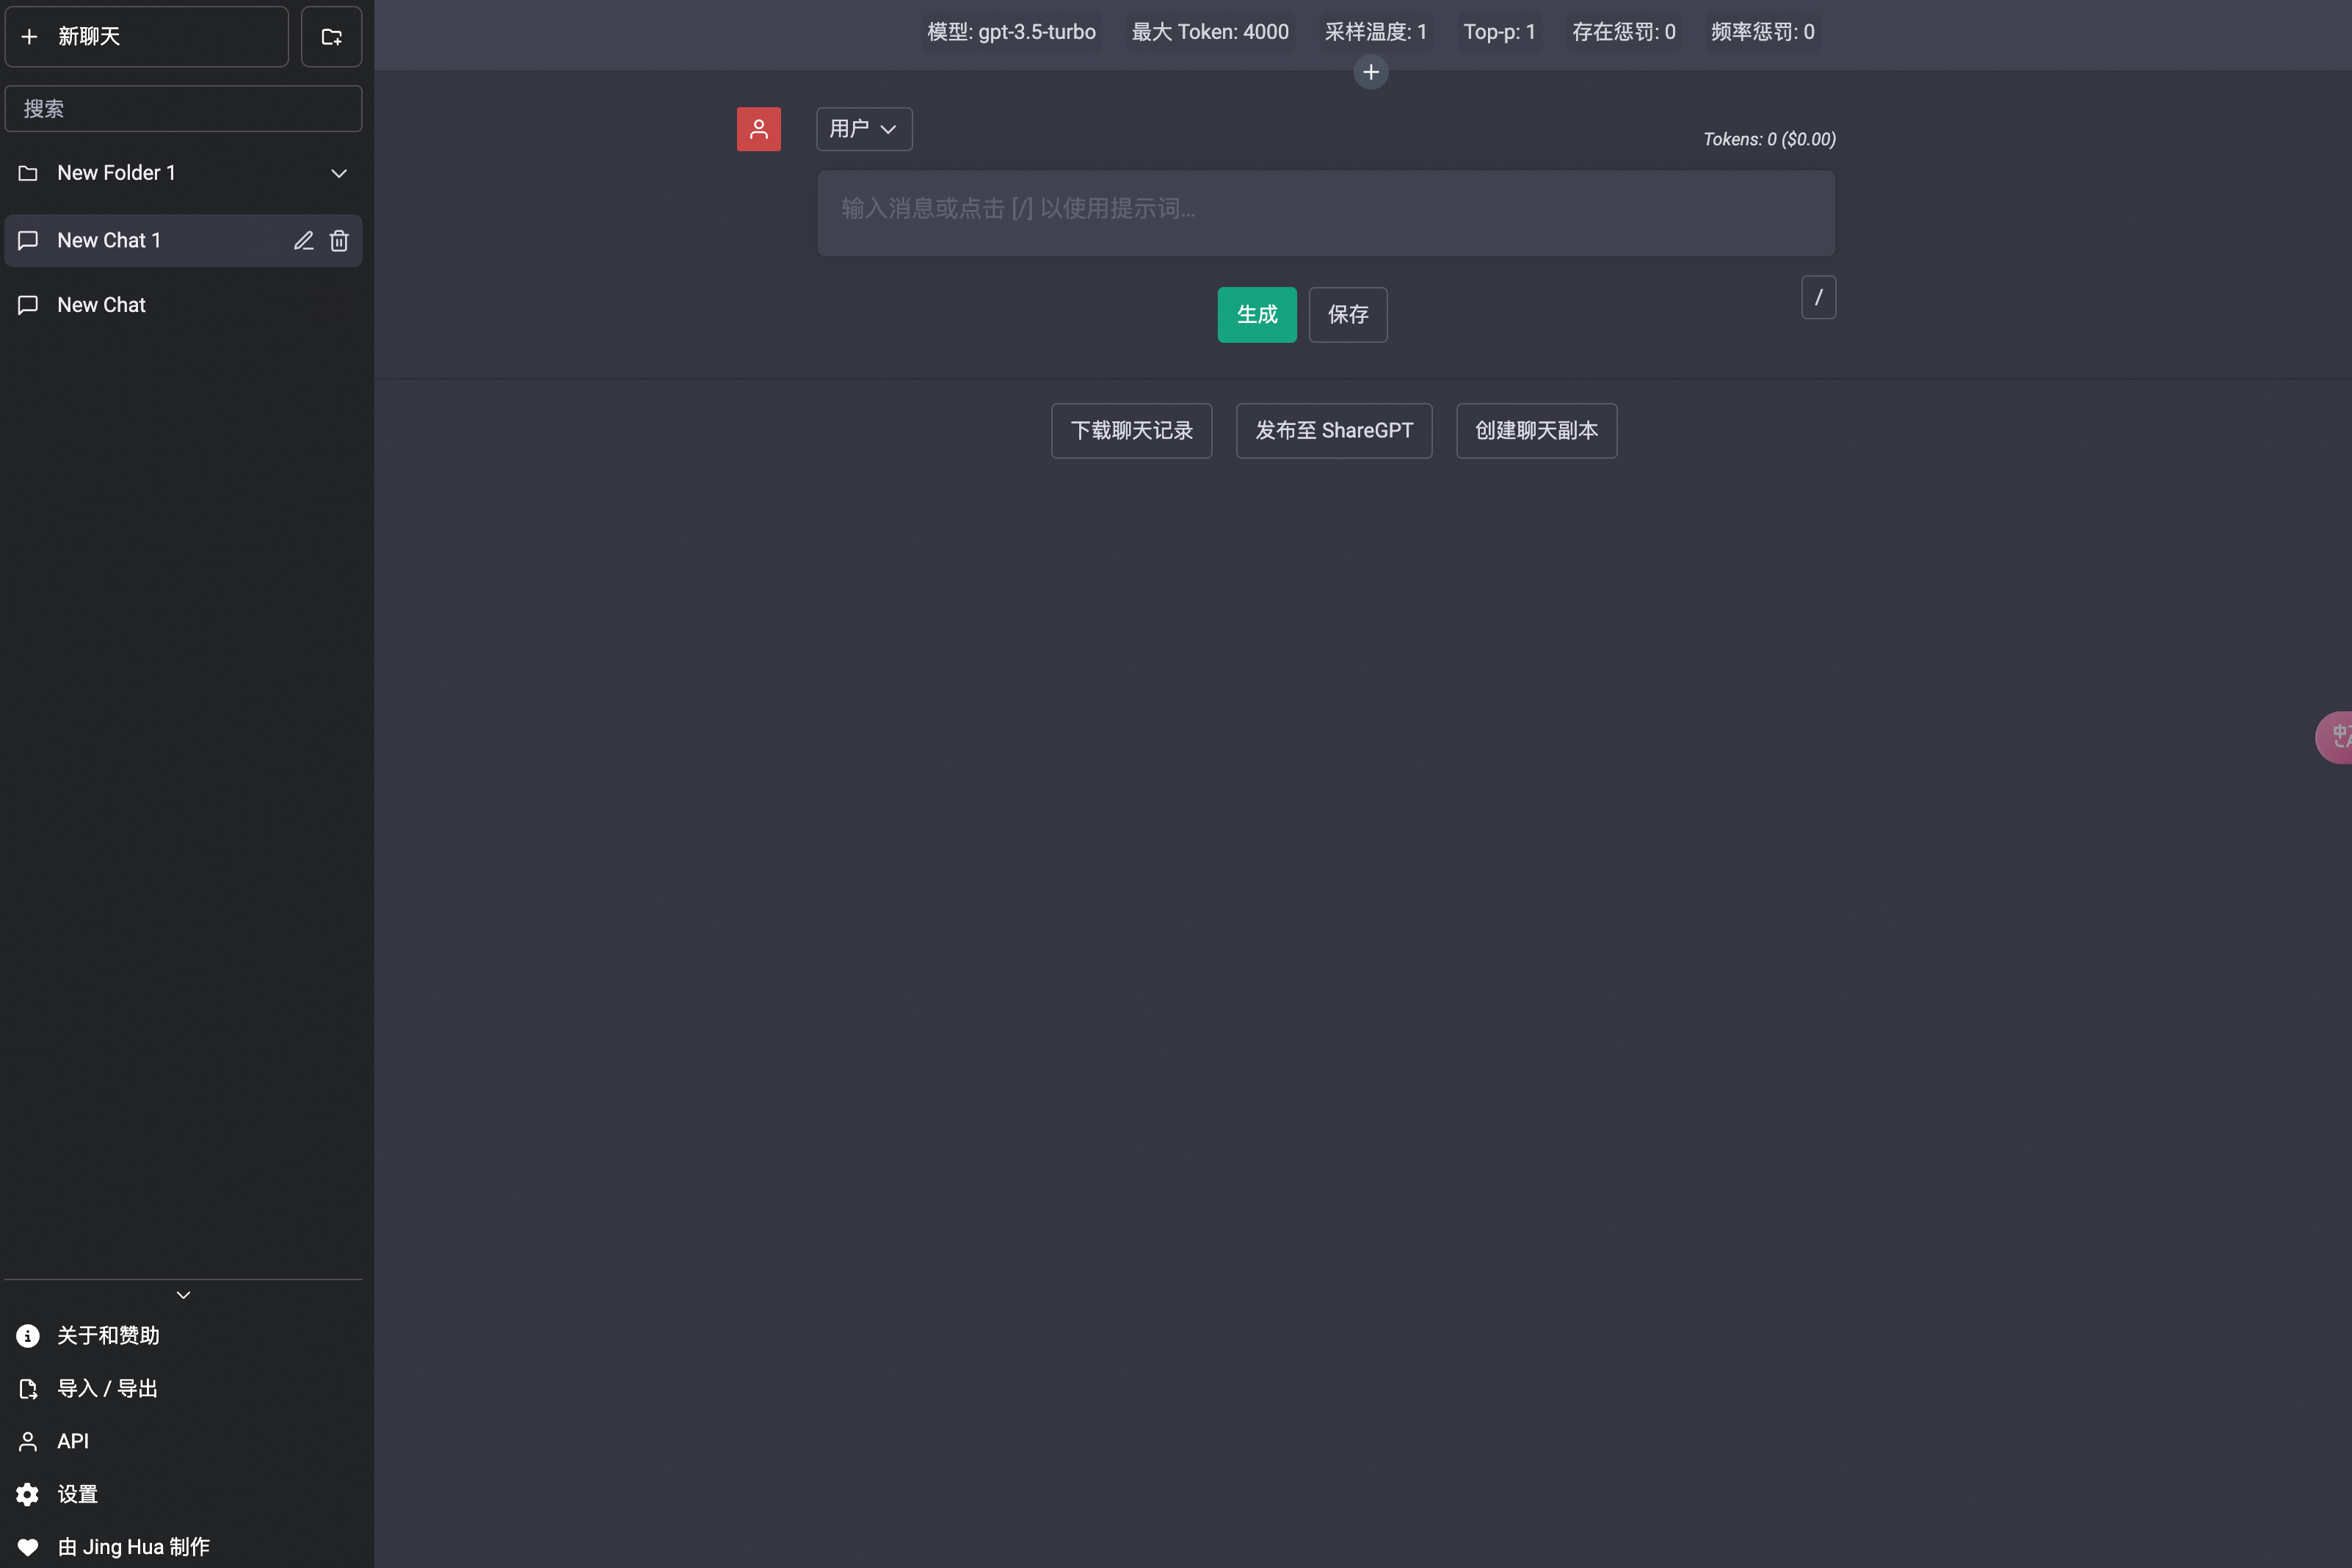 新聊天
搜索
New Folder 1
New Chat 1
New Chat
关于和赞助
导入 / 导出
API
设置
由 Jing Hua 制作
模型: gpt-3.5-turbo
最大 Token: 4000
采样温度: 1
Top-p: 1
存在惩罚: 0
频率惩罚: 0
用户
Tokens: 0 ($0.00)
输入消息或点击 [/] 以使用提示词...
/
生成
保存
下载聊天记录
发布至 ShareGPT
创建聊天副本
中